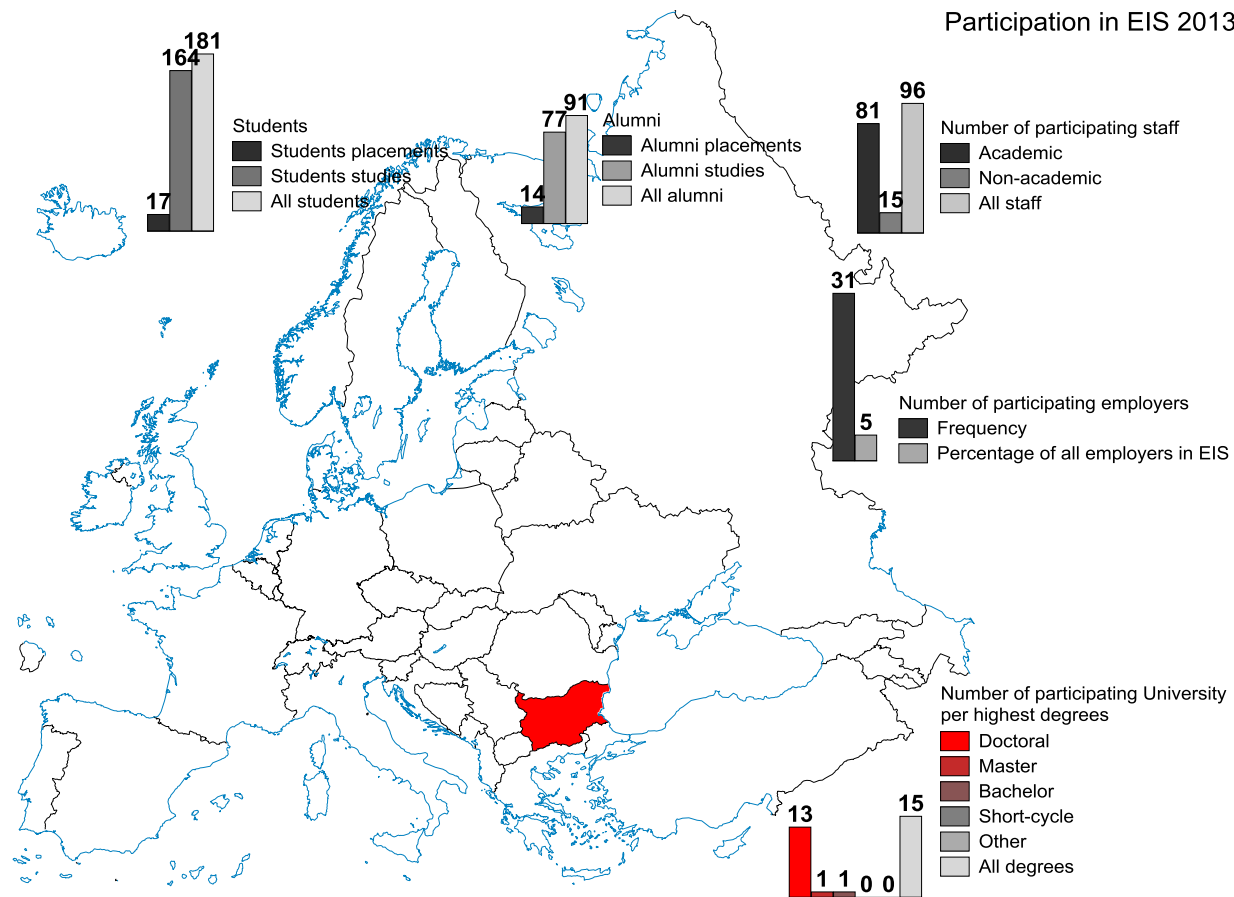 Participation in EIS 2013
181
164
17
Students
Students placements
Students studies
All students
91
77
14
Alumni
Alumni placements
Alumni studies
All alumni
96
81
15
Number of participating staff
Academic
Non-academic
All staff
31
5
Number of participating employers
Frequency
Percentage of all employers in EIS
Number of participating University
per highest degrees
Doctoral
Master
Bachelor
Short-cycle
Other
All degrees
13
1
1
0
0
15